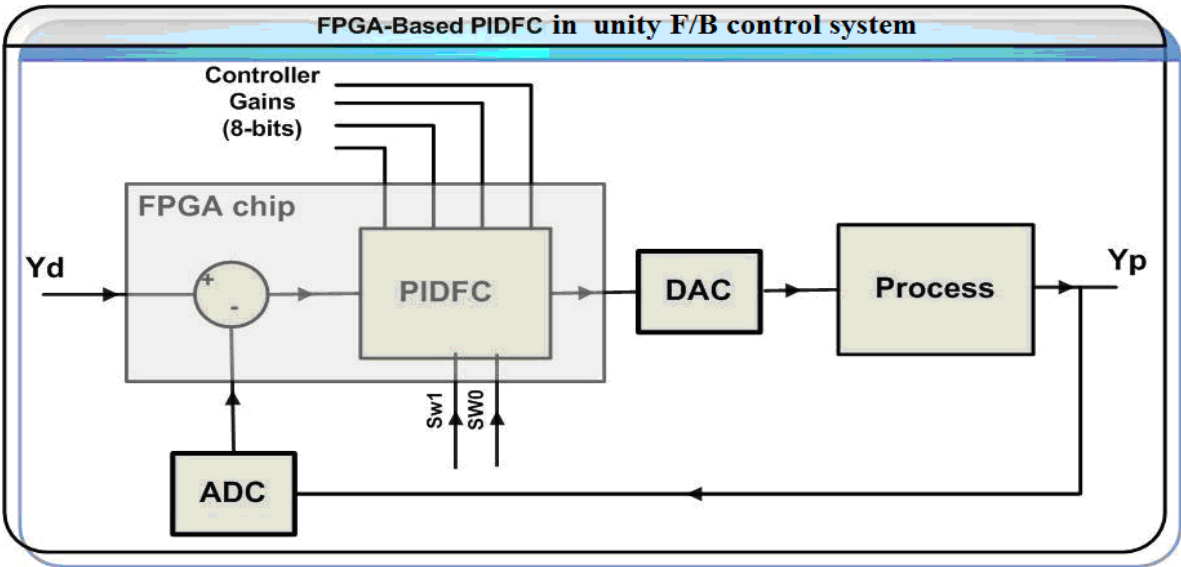 FPGA-Based PIDFC in unity F/B control system
Controller
Gains
(8-bits)
FPGA chip
Yd
+
-
PIDFC
DAC
Process
Yp
Sw1
SW0
ADC